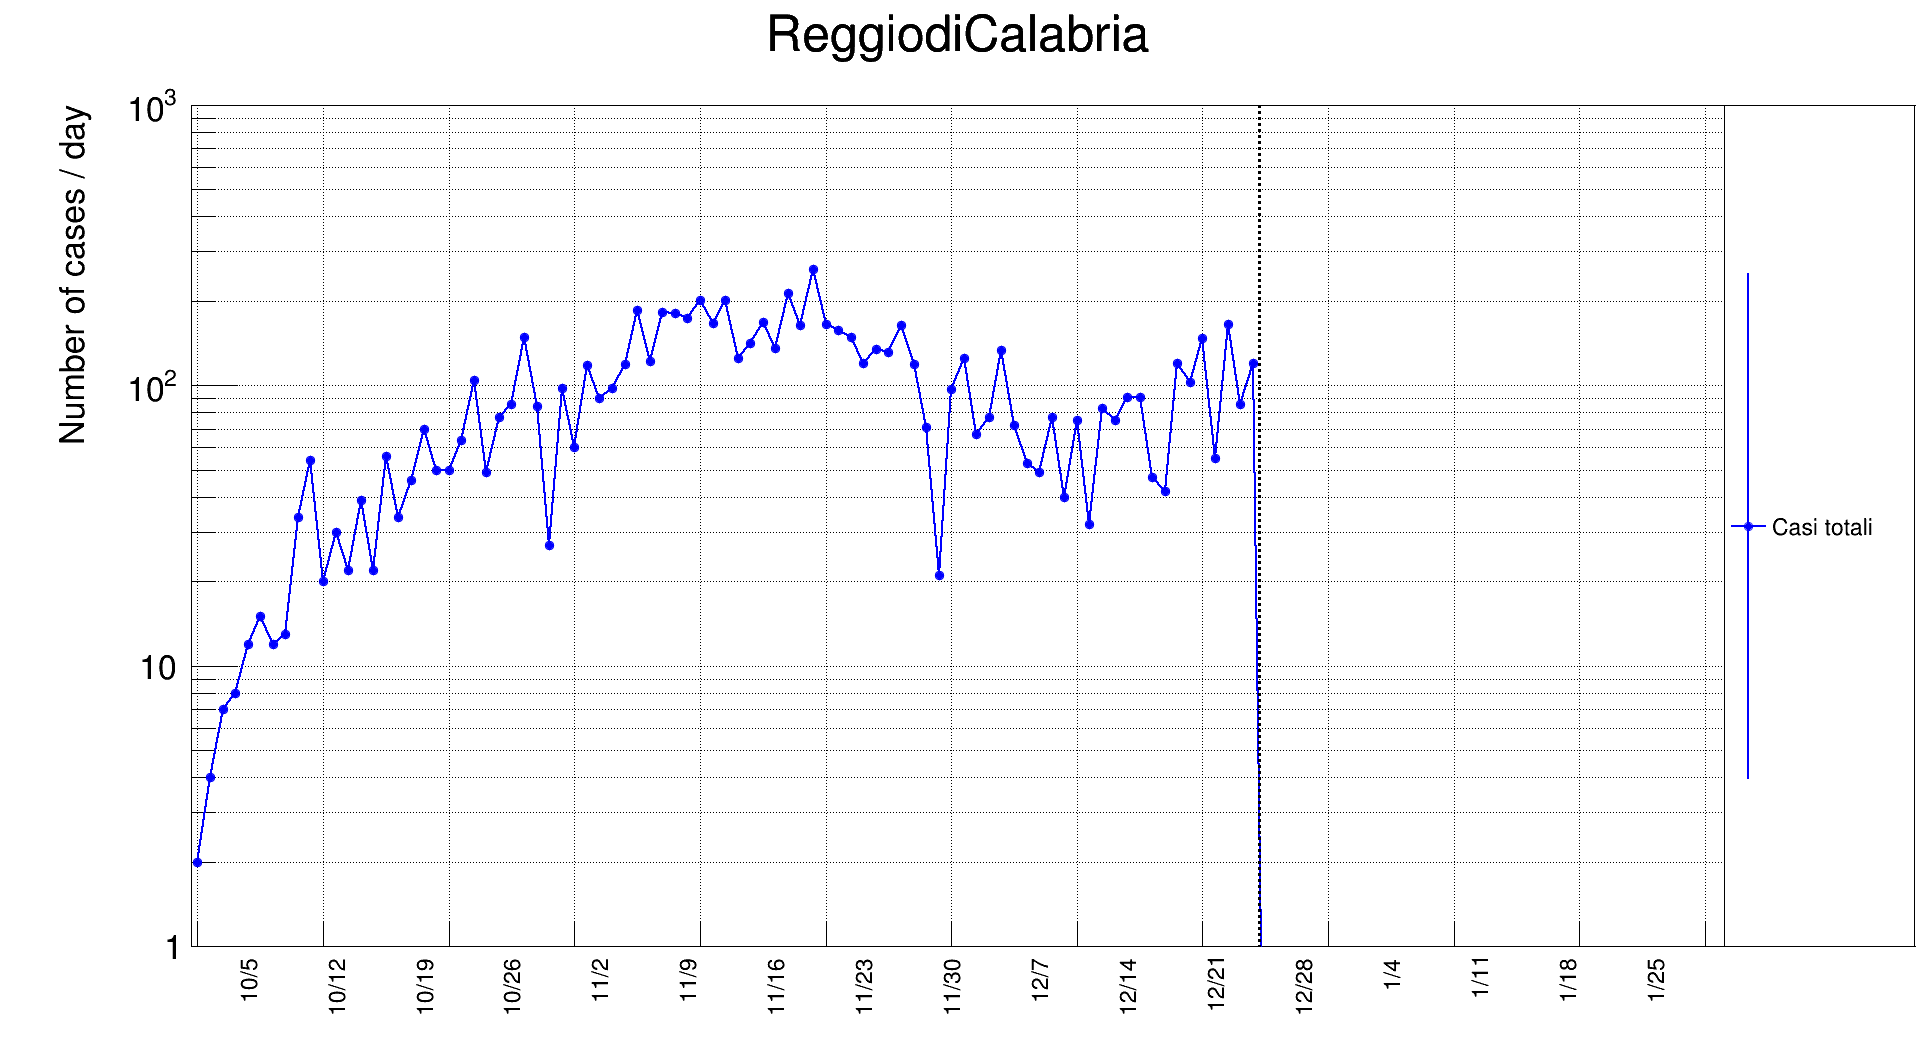 ReggiodiCalabria
Number of cases / day
10³
10²
10
1
10/5 10/12 10/19 10/26 11/2 11/9 11/16 11/23 11/30 12/7 12/14 12/21 12/28 1/4 1/11 1/18 1/25
Casi totali